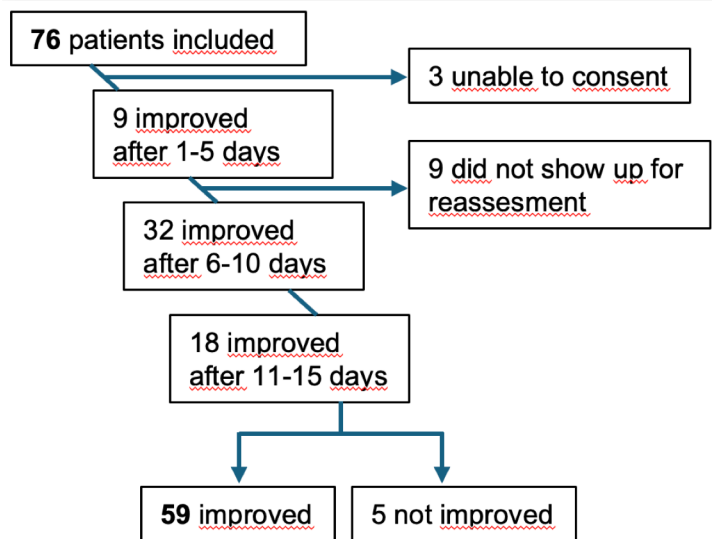 76 patients included
3 unable to consent
9 improved
after 1-5 days
9 did not show up for
reassesment
32 improved
after 6-10 days
18 improved
after 11-15 days
59 improved
5 not improved